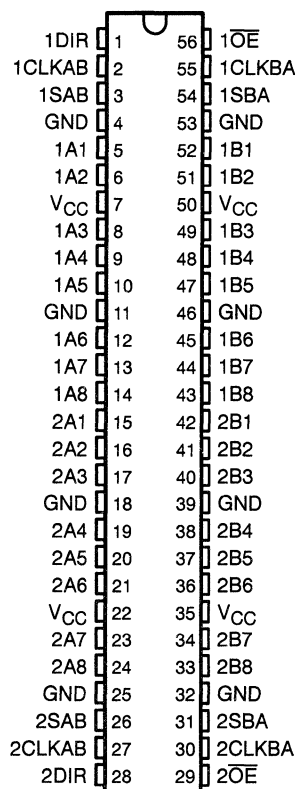 1DIR 1 56 1O̅E̅
1CLKAB 2 55 1CLKBA
1SAB 3 54 1SBA
GND 4 53 GND
1A1 5 52 1B1
1A2 6 51 1B2
VCC 7 50 VCC
1A3 8 49 1B3
1A4 9 48 1B4
1A5 10 47 1B5
GND 11 46 GND
1A6 12 45 1B6
1A7 13 44 1B7
1A8 14 43 1B8
2A1 15 42 2B1
2A2 16 41 2B2
2A3 17 40 2B3
GND 18 39 GND
2A4 19 38 2B4
2A5 20 37 2B5
2A6 21 36 2B6
VCC 22 35 VCC
2A7 23 34 2B7
2A8 24 33 2B8
GND 25 32 GND
2SAB 26 31 2SBA
2CLKAB 27 30 2CLKBA
2DIR 28 29 2O̅E̅